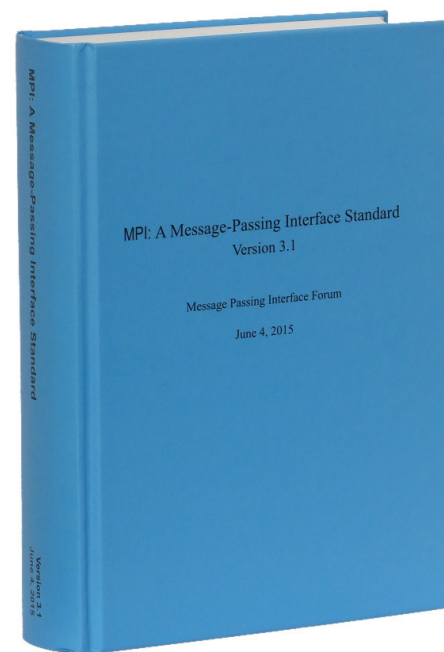 MPI: A Message-Passing Interface Standard
Version 3.1
Message Passing Interface Forum
June 4, 2015
MPI: A Message-Passing Interface Standard
Version 3.1
June 4, 2015